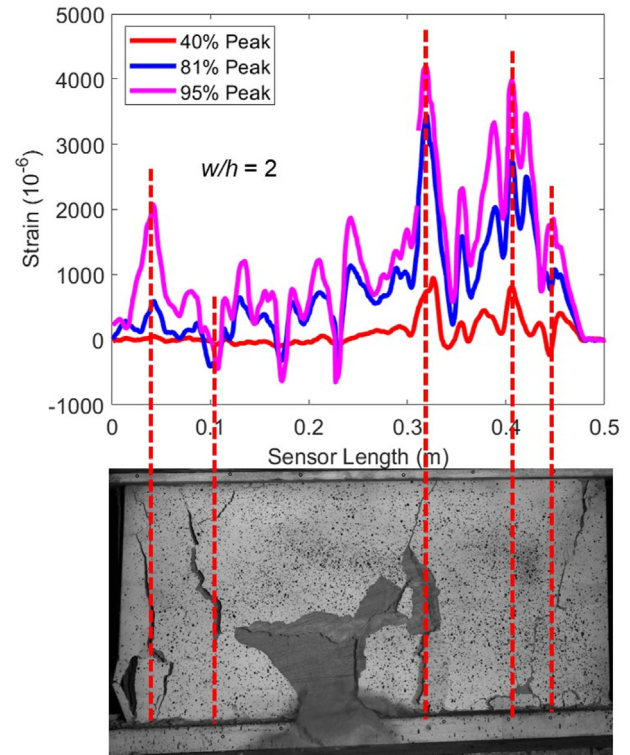 5000
4000
3000
2000
1000
0
-1000
Strain (10-6)
40% Peak
81% Peak
95% Peak
w/h = 2
0 0.1 0.2 0.3 0.4 0.5
Sensor Length (m)